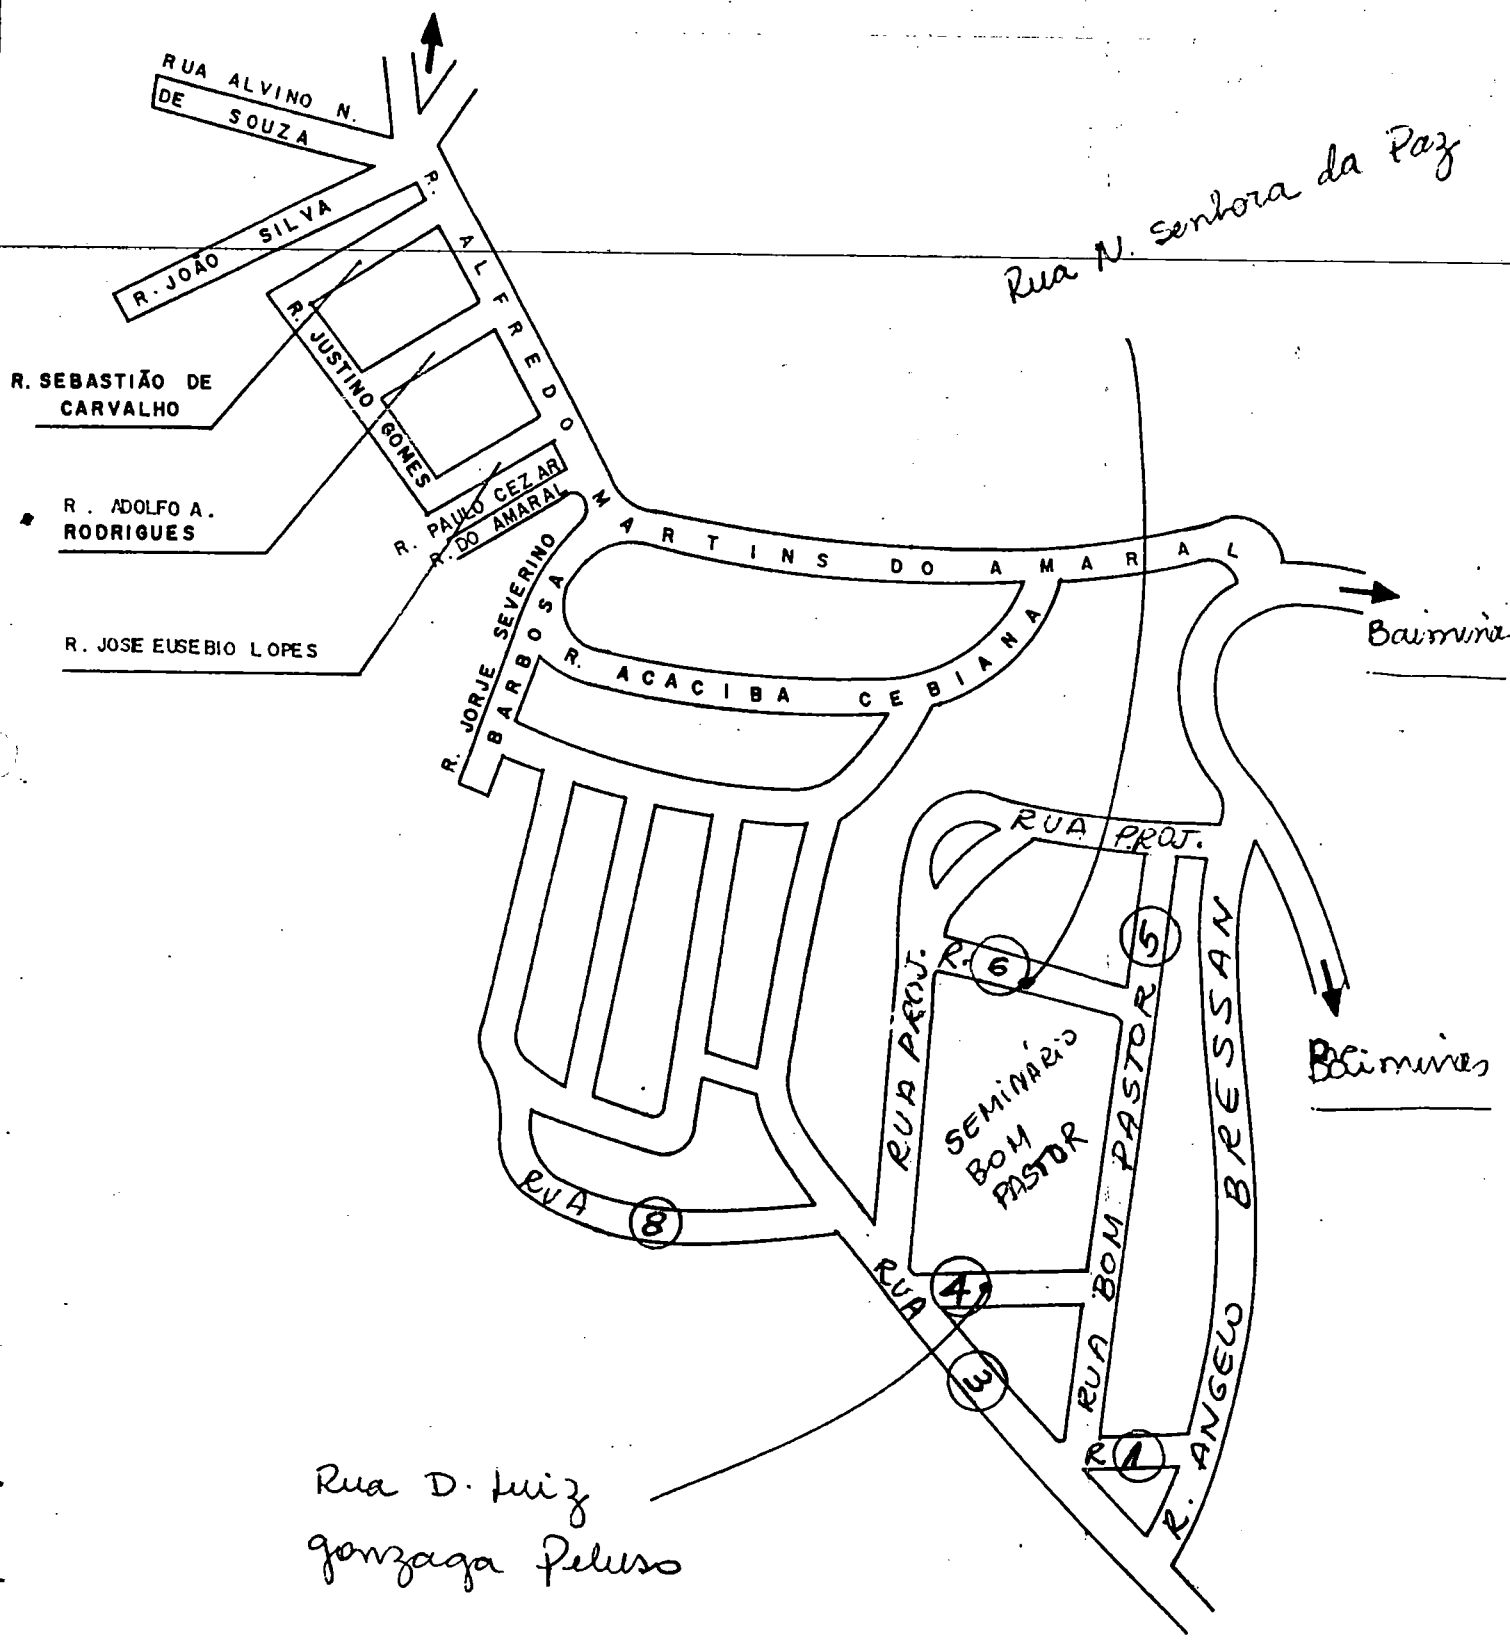 RUA ALVINO N.
DE SOUZA
R. JOÃO SILVA
Rua N. Senhora da Paz
R. ALFREDO MARTINS DO AMARAL
R. JUSTINO GOMES
R. SEBASTIÃO DE
CARVALHO
R. ADOLFO A.
RODRIGUES
R. PAULO CEZAR
R. DO AMARAL
R. JOSE EUSEBIO LOPES
R. JORJE SEVERINO
BARBOSA
R. ACACIBA CEBIANA
RUA PROJ.
5
R. 6
RUA PROJ.
SEMINÁRIO
BOM
PASTOR
RUA BOM PASTOR
R. ANGELO BRESSAN
RUA 8
RUA 3
4
R 1
Rua D. Luiz
gonzaga Peluso